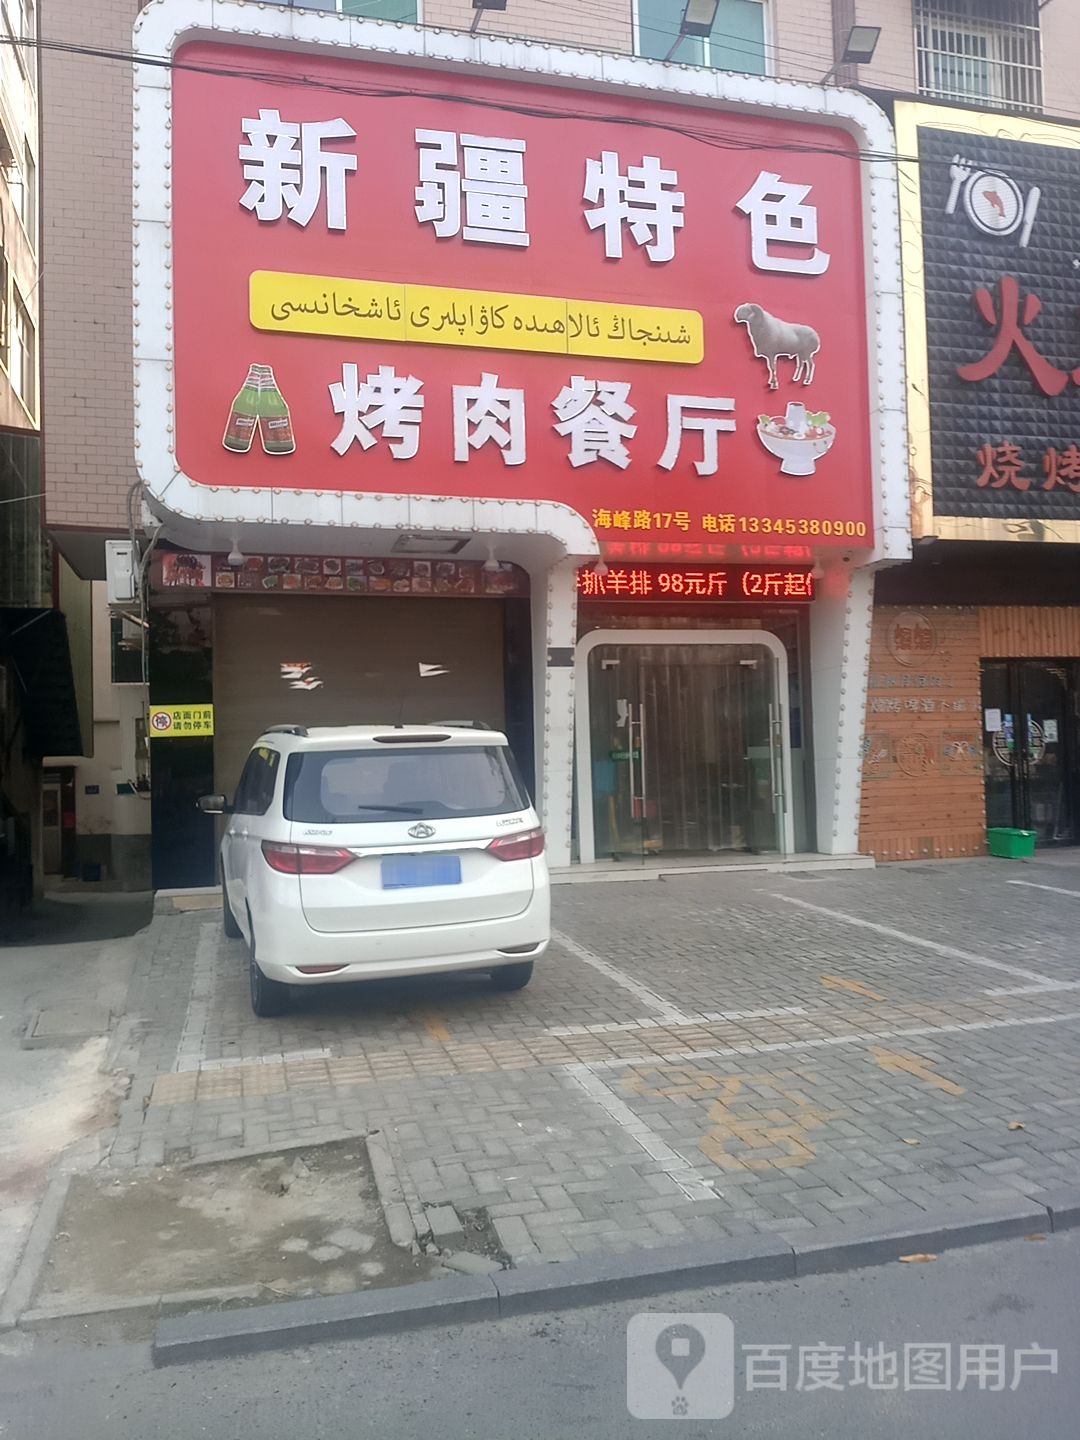 新疆特色
شىنجاڭ ئالاھىدە كاۋاپلىرى ئاشخانىسى
烤肉餐厅
海峰路17号 电话13345380900
抓羊排 98元斤（2斤起
店面门前
请勿停车
火
烧烤
百度地图用户